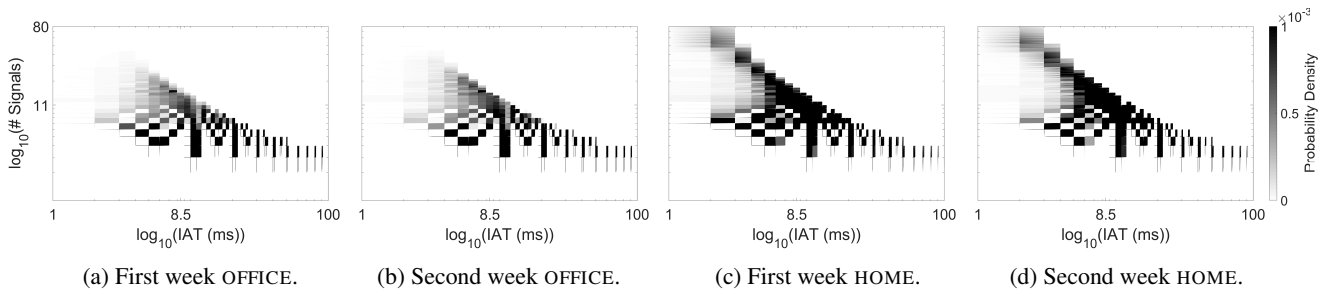 ×10⁻³
80
11
log₁₀(# Signals)
1
8.5
100
log₁₀(IAT (ms))
1
8.5
100
log₁₀(IAT (ms))
1
8.5
100
log₁₀(IAT (ms))
1
8.5
100
log₁₀(IAT (ms))
1
0.5
0
Probability Density
(a) First week OFFICE.
(b) Second week OFFICE.
(c) First week HOME.
(d) Second week HOME.